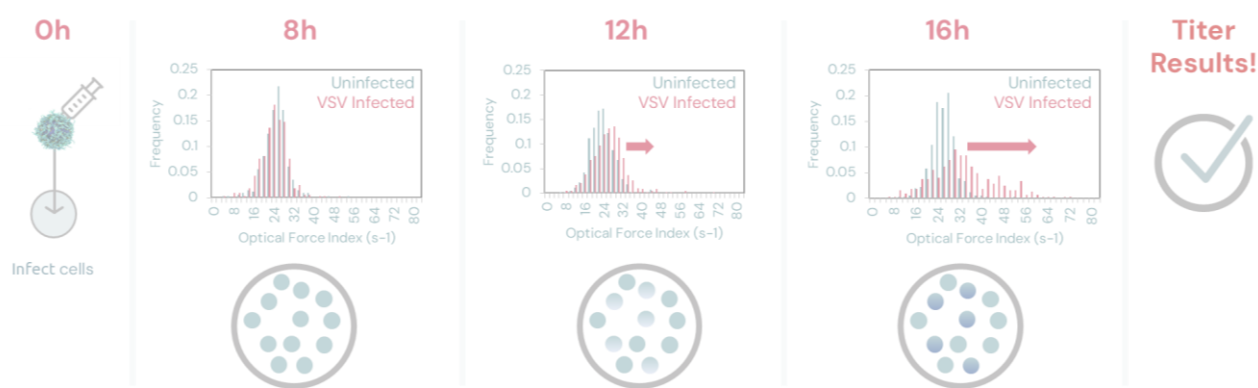 0h
Infect cells
8h
0.25
0.2
0.15
0.1
0.05
0
Frequency
Uninfected
VSV Infected
0 8 16 24 32 40 48 56 64 72 80
Optical Force Index (s-1)
12h
0.25
0.2
0.15
0.1
0.05
0
Frequency
Uninfected
VSV Infected
0 8 16 24 32 40 48 56 64 72 80
Optical Force Index (s-1)
16h
0.25
0.2
0.15
0.1
0.05
0
Frequency
Uninfected
VSV Infected
0 8 16 24 32 40 48 56 64 72 80
Optical Force Index (s-1)
Titer
Results!